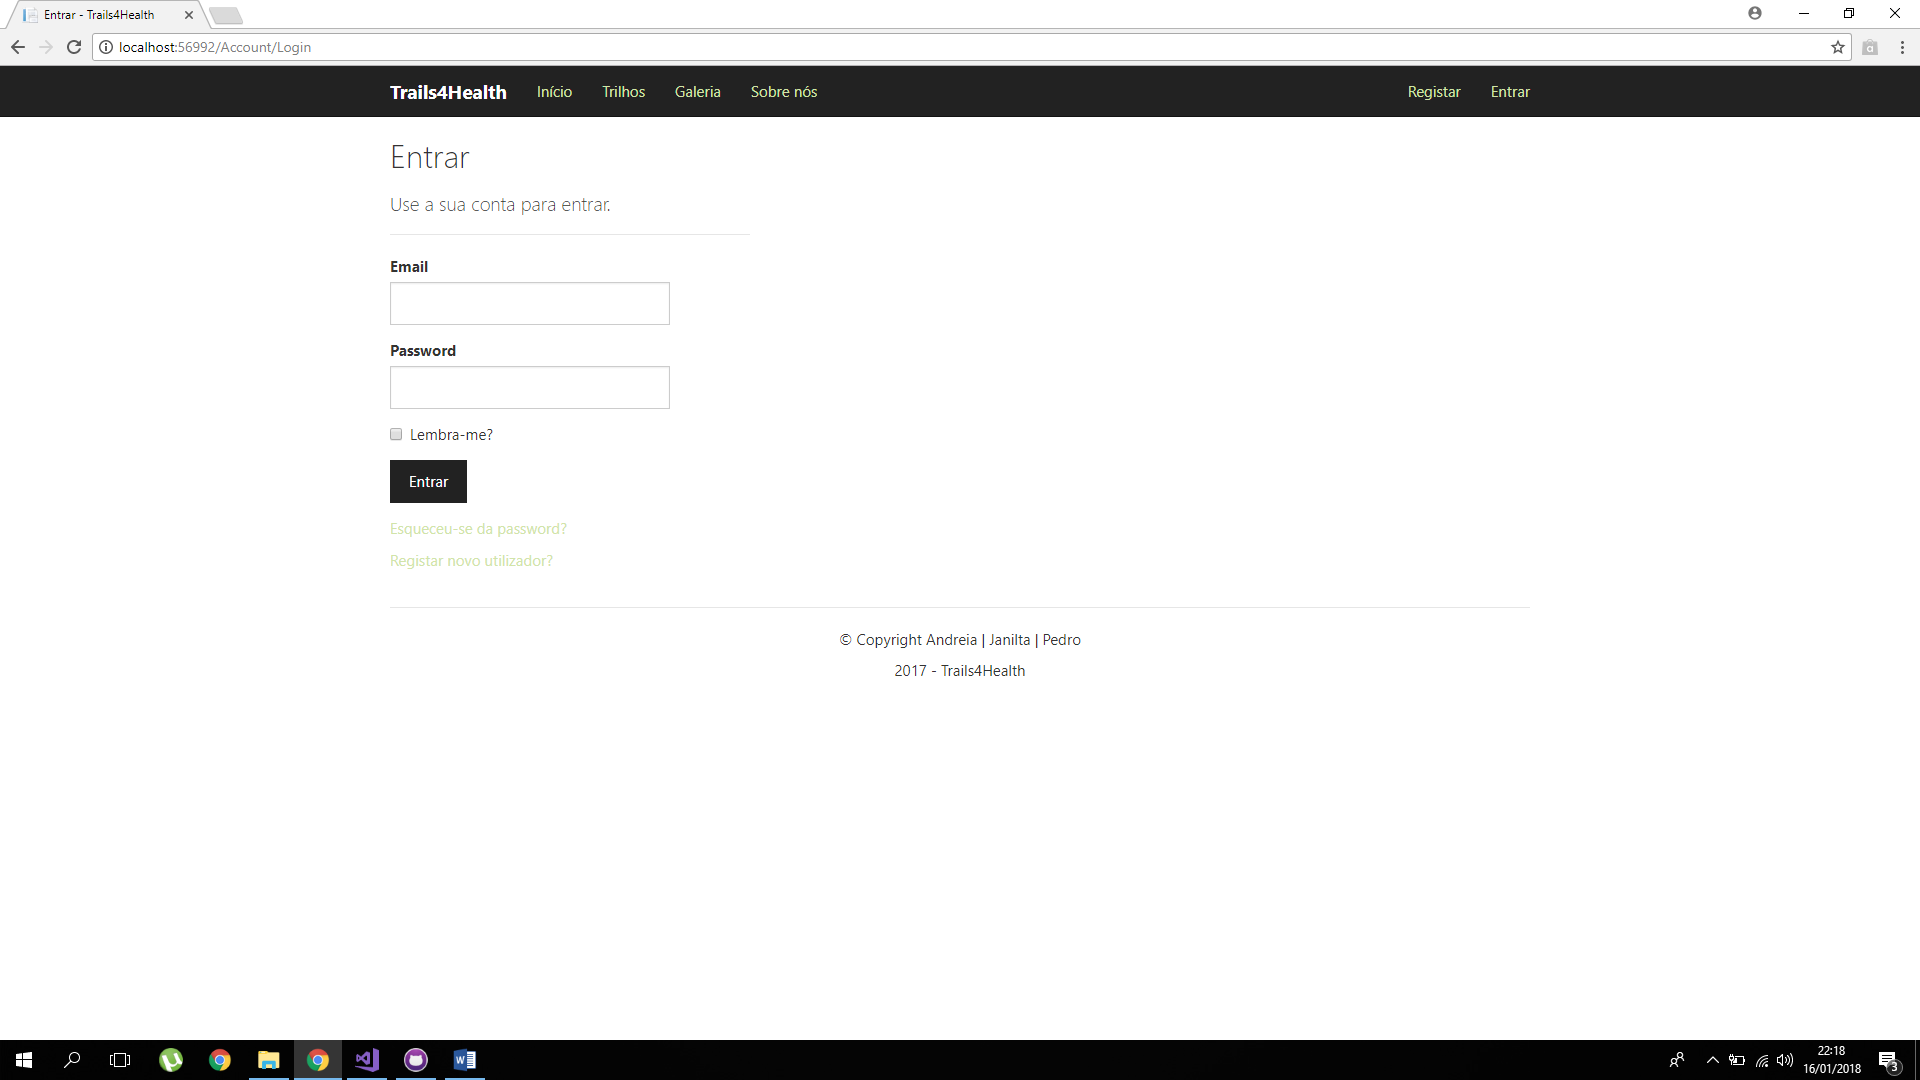 Entrar - Trails4Health
localhost:56992/Account/Login
Trails4Health Início Trilhos Galeria Sobre nós Registar Entrar
Entrar
Use a sua conta para entrar.
Email
Password
Lembra-me?
Entrar
Esqueceu-se da password?
Registar novo utilizador?
© Copyright Andreia | Janilta | Pedro
2017 - Trails4Health
22:18
16/01/2018
3